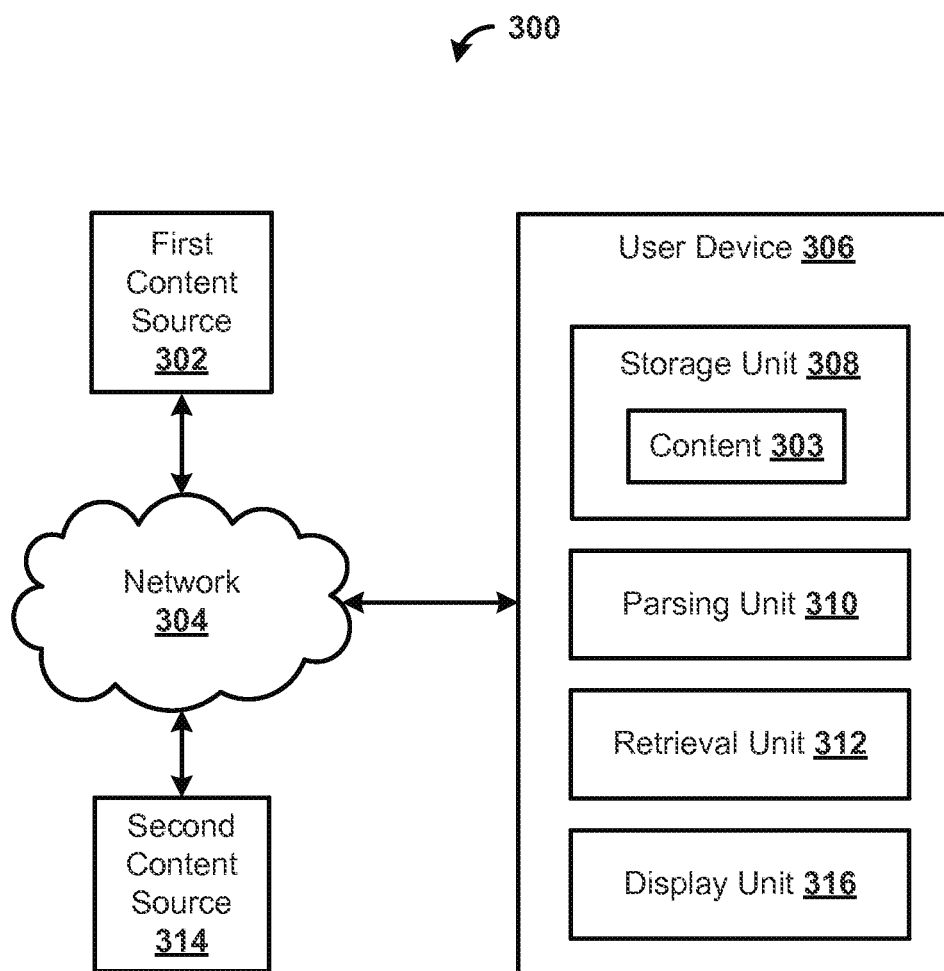 300
First
Content
Source
302
Network
304
Second
Content
Source
314
User Device 306
Storage Unit 308
Content 303
Parsing Unit 310
Retrieval Unit 312
Display Unit 316